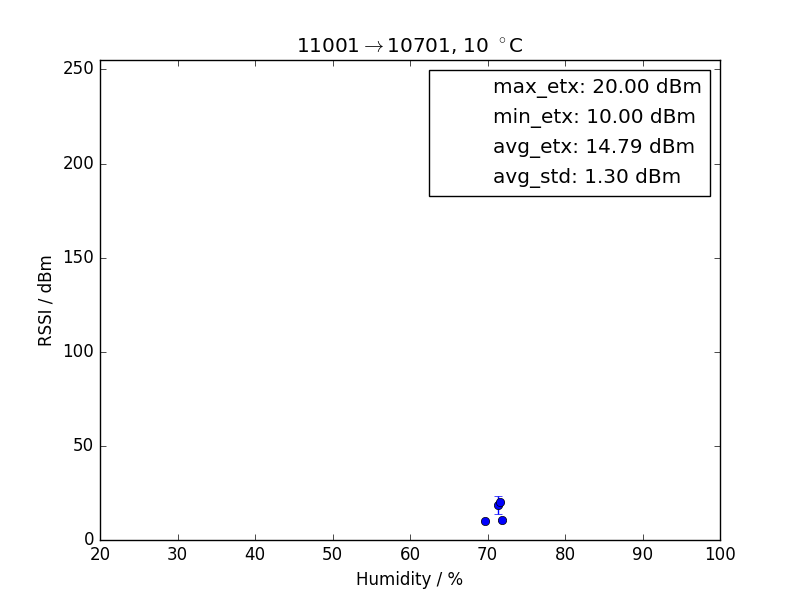 11001→10701, 10 °C
max_etx: 20.00 dBm
min_etx: 10.00 dBm
avg_etx: 14.79 dBm
avg_std: 1.30 dBm
RSSI / dBm
250
200
150
100
50
0
20 30 40 50 60 70 80 90 100
Humidity / %